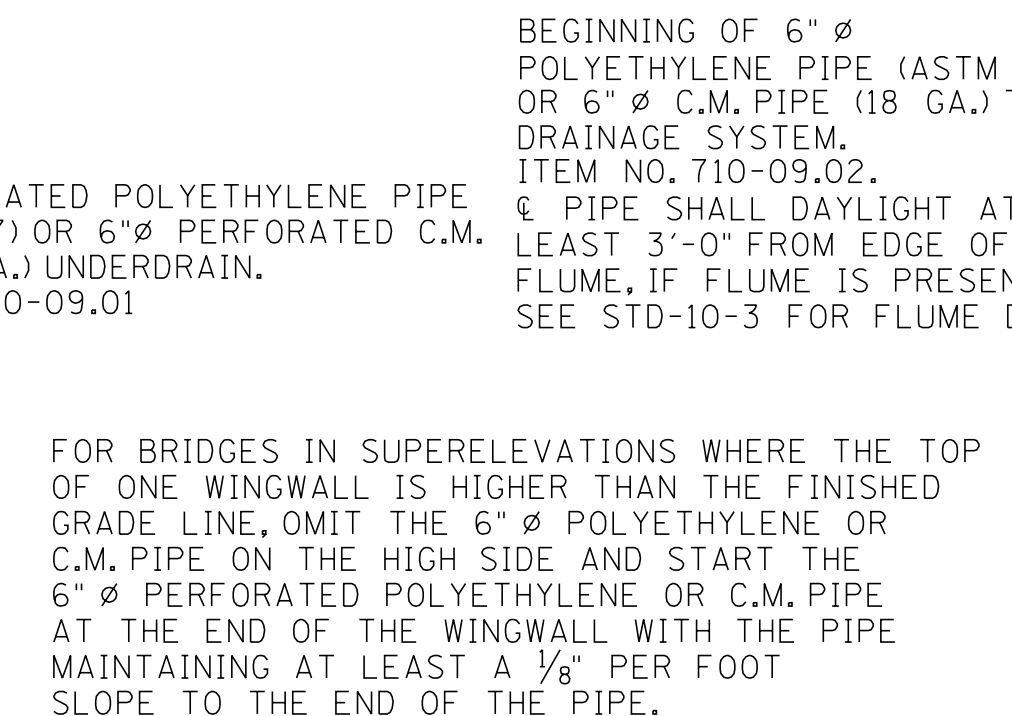 BEGINNING OF 6" Ø
POLYETHYLENE PIPE (ASTM
OR 6" Ø C.M. PIPE (18 GA.)
DRAINAGE SYSTEM.
ITEM NO. 710-09.02.
℄ PIPE SHALL DAYLIGHT AT
LEAST 3'-0" FROM EDGE OF
FLUME, IF FLUME IS
SEE STD-10-3 FOR FLUME
POLYETHYLENE PIPE
OR 6"Ø PERFORATED C.M.
UNDERDRAIN.
0-09.01
FOR BRIDGES IN SUPERELEVATIONS WHERE THE TOP
OF ONE WINGWALL IS HIGHER THAN THE FINISHED
GRADE LINE, OMIT THE 6" Ø POLYETHYLENE OR
C.M. PIPE ON THE HIGH SIDE AND START THE
6" Ø PERFORATED POLYETHYLENE OR C.M. PIPE
AT THE END OF THE WINGWALL WITH THE PIPE
MAINTAINING AT LEAST A 1/8" PER FOOT
SLOPE TO THE END OF THE PIPE.